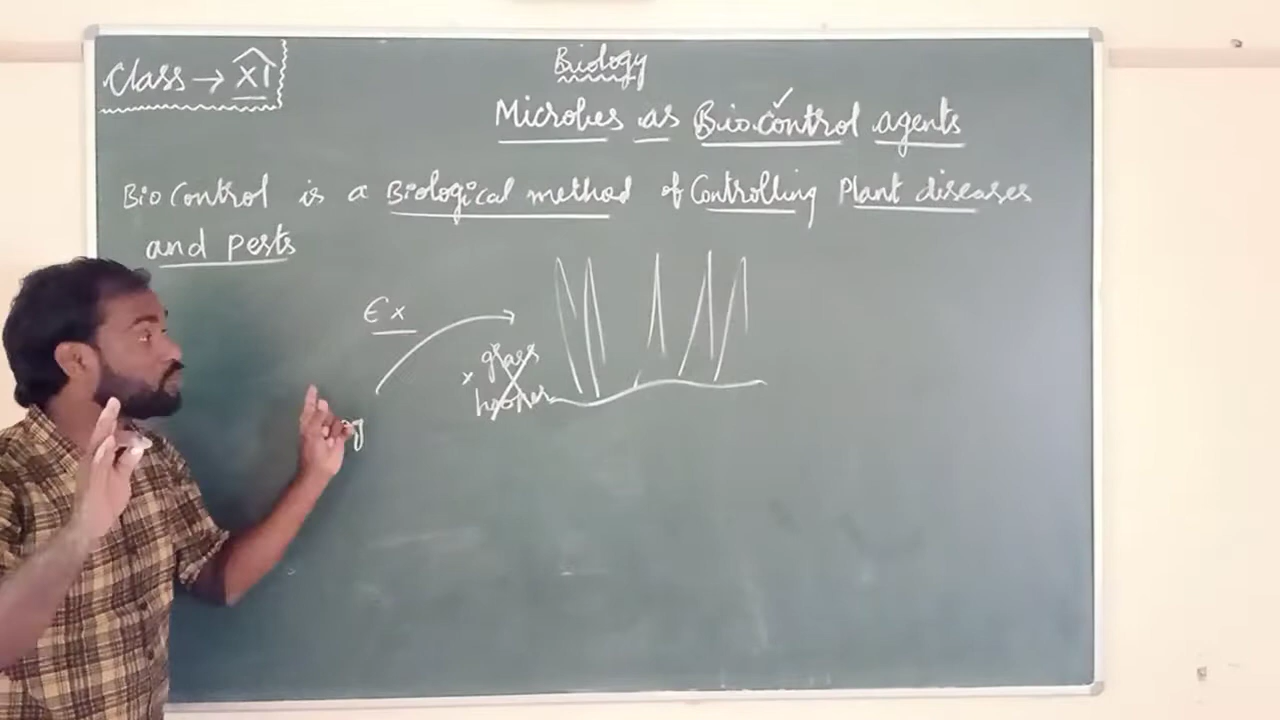 Class → XI
Biology
Microbes as Bio control agents
Bio Control is a Biological method of Controlling Plant diseases
and pests
Ex
grass